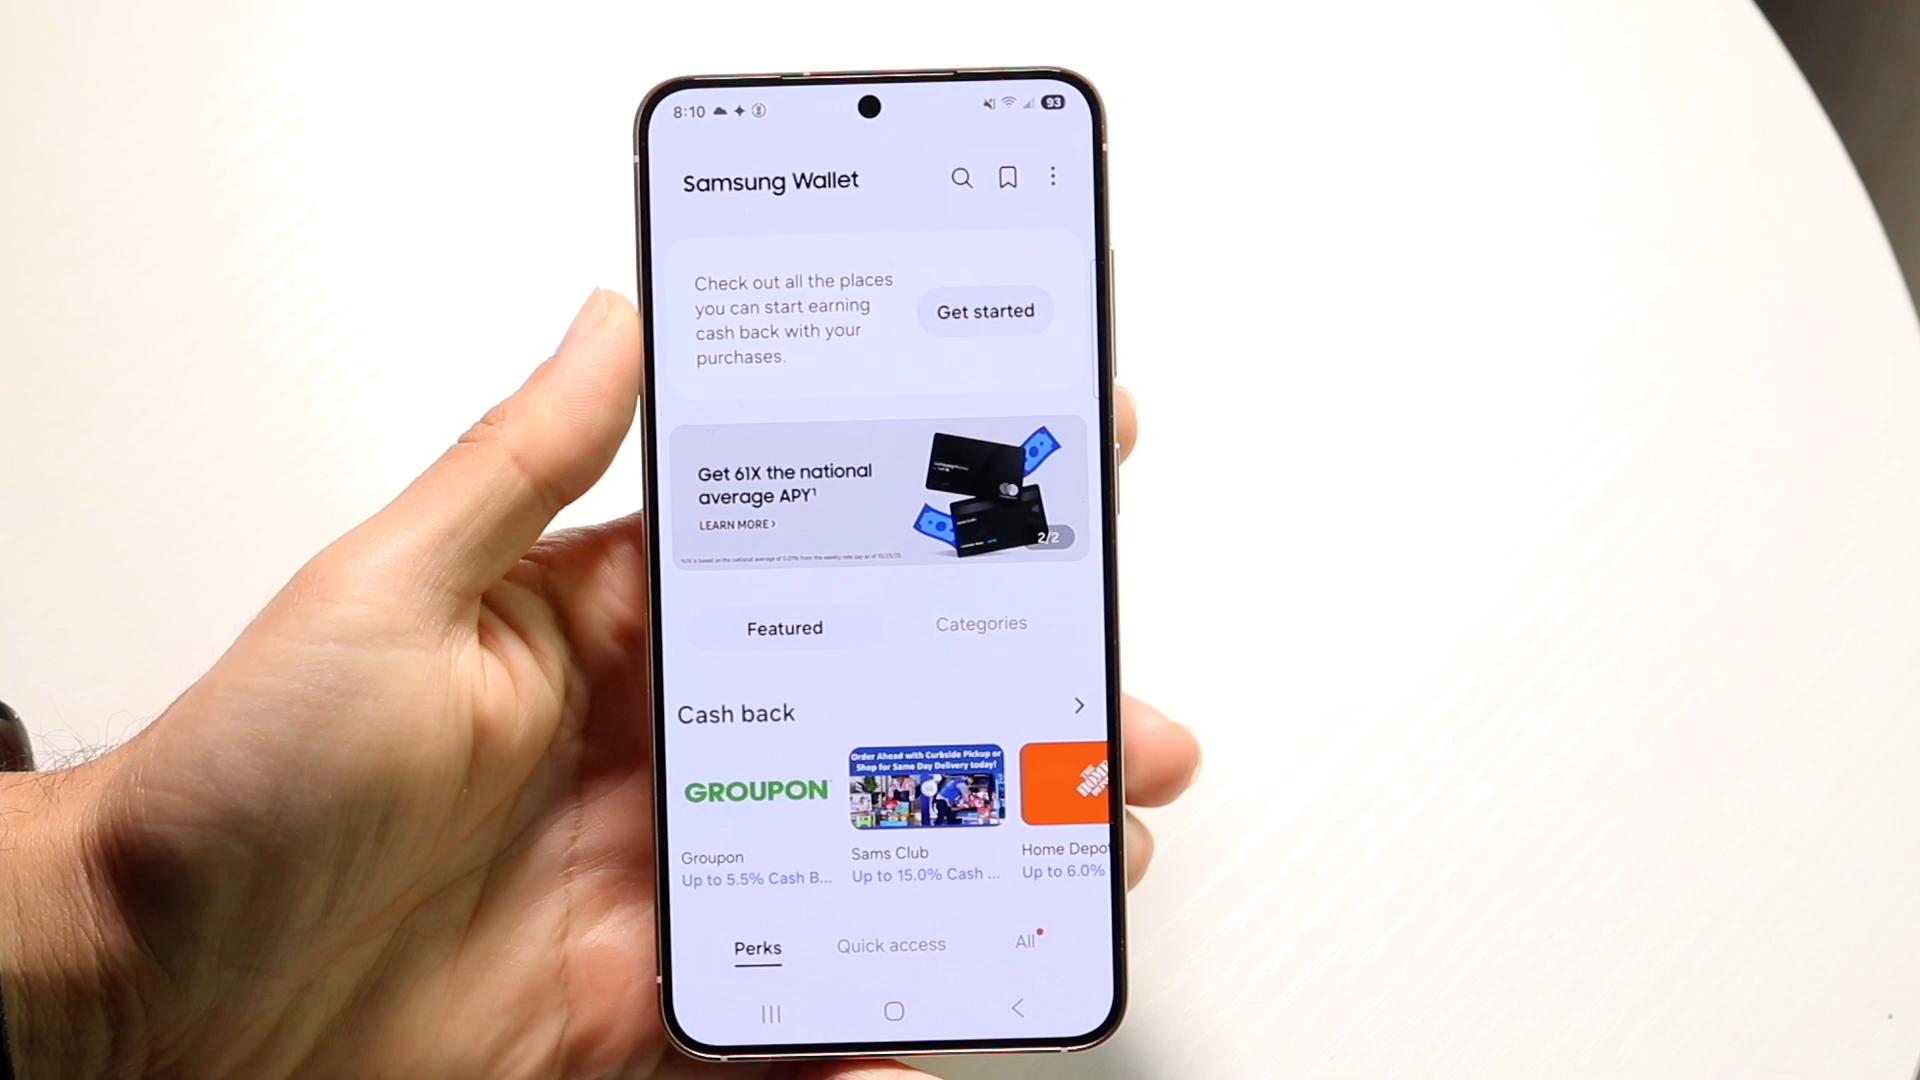 8:10
93
Samsung Wallet
Check out all the places
you can start earning
cash back with your
purchases.
Get started
Get 61X the national
average APY¹
LEARN MORE >
2/2
Featured
Categories
Cash back
GROUPON
Order Ahead with Curbside Pickup or
Shop for Same Day Delivery today!
THE
HOME
Groupon
Up to 5.5% Cash B...
Sams Club
Up to 15.0% Cash ...
Home Depo
Up to 6.0%
Perks
Quick access
All